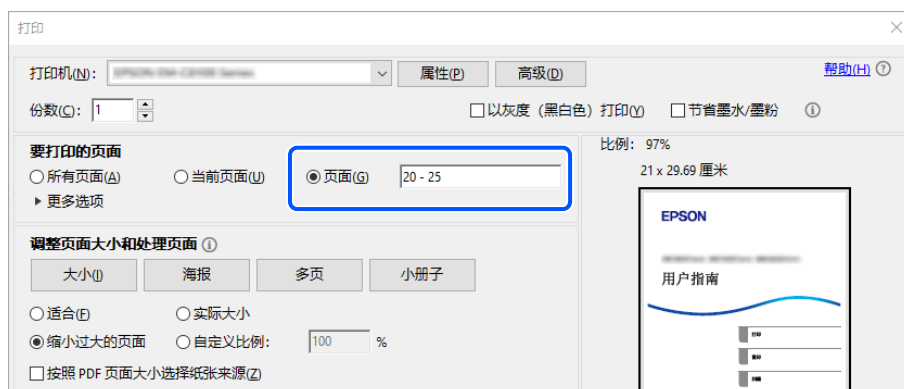 打印
打印机(N): 属性(P) 高级(D) 帮助(H)
份数(C): 1 以灰度（黑白色）打印(Y) 节省墨水/墨粉
要打印的页面
所有页面(A) 当前页面(U) 页面(G) 20 - 25
更多选项
调整页面大小和处理页面
大小(I) 海报 多页 小册子
适合(F) 实际大小
缩小过大的页面 自定义比例: 100 %
按照 PDF 页面大小选择纸张来源(Z)
比例: 97%
21 x 29.69 厘米
EPSON
用户指南